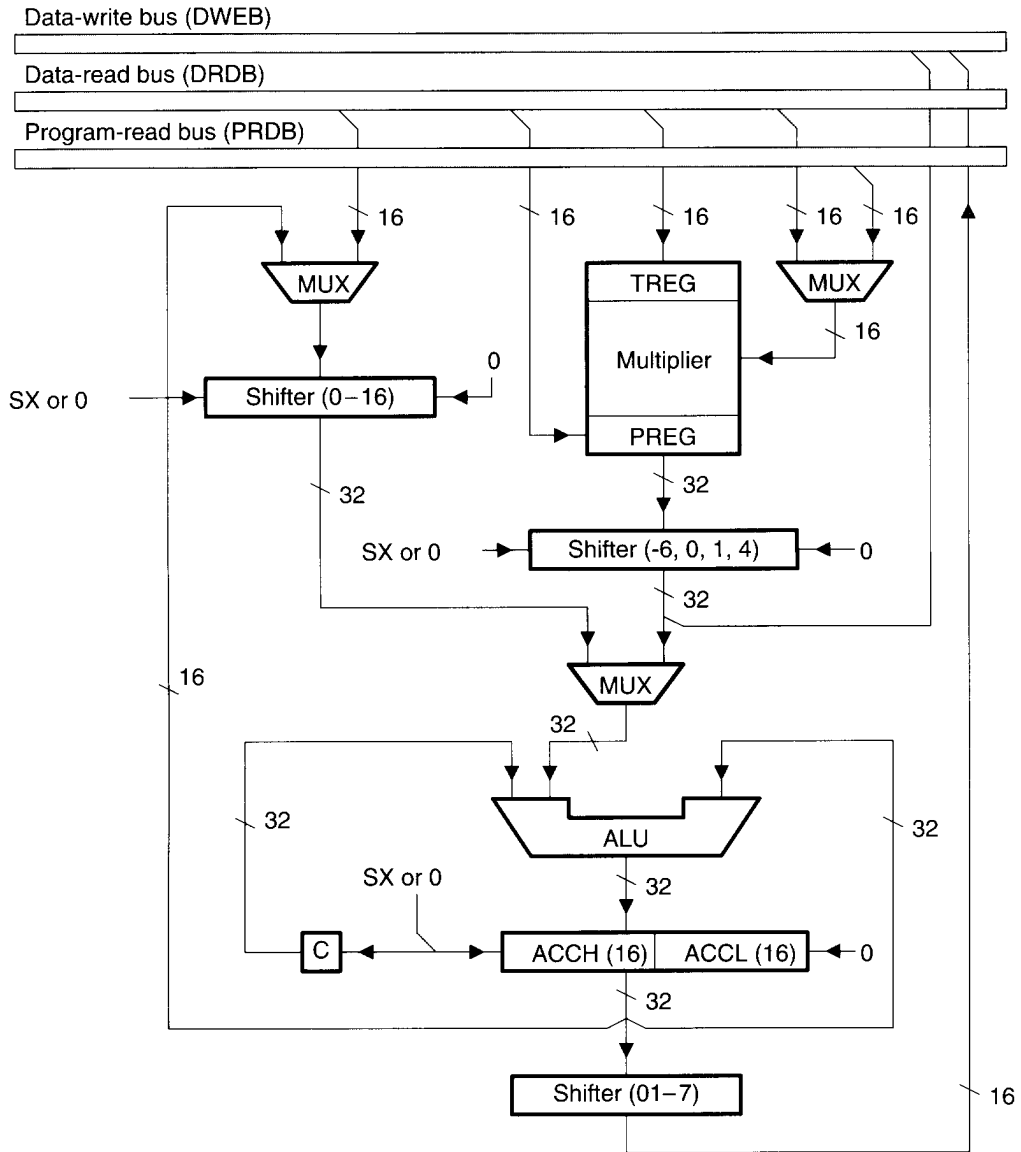 Data-write bus (DWEB)
Data-read bus (DRDB)
Program-read bus (PRDB)
16
16
16
16
16
MUX
TREG
MUX
16
Multiplier
0
SX or 0
Shifter (0–16)
PREG
32
32
SX or 0
Shifter (-6, 0, 1, 4)
0
32
16
MUX
32
32
32
ALU
SX or 0
32
C
ACCH (16)
ACCL (16)
0
32
Shifter (01–7)
16